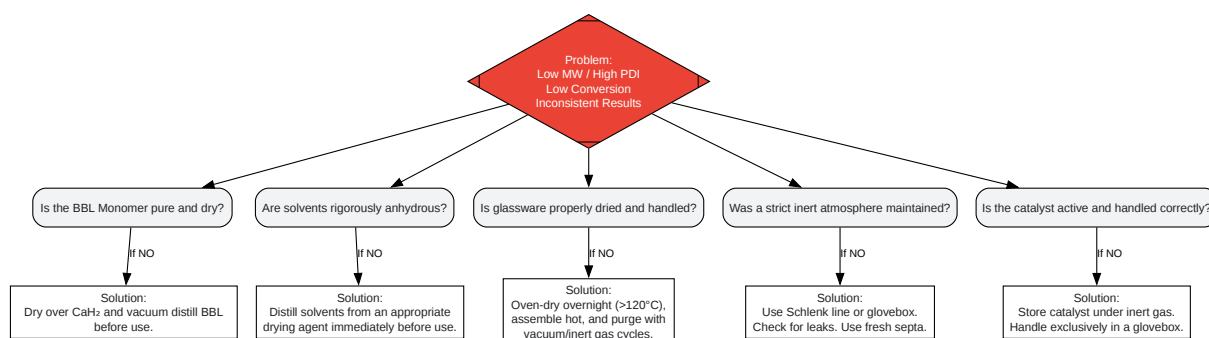 Problem:
Low MW / High PDI
Low Conversion
Inconsistent Results
Is the BBL Monomer pure and dry?
Are solvents rigorously anhydrous?
Is glassware properly dried and handled?
Was a strict inert atmosphere maintained?
Is the catalyst active and handled correctly?
If NO
If NO
If NO
If NO
If NO
Solution:
Dry over CaH₂ and vacuum distill BBL
before use.
Solution:
Distill solvents from an appropriate
drying agent immediately before use.
Solution:
Oven-dry overnight (>120°C),
assemble hot, and purge with
vacuum/inert gas cycles.
Solution:
Use Schlenk line or glovebox.
Check for leaks. Use fresh septa.
Solution:
Store catalyst under inert gas.
Handle exclusively in a glovebox.